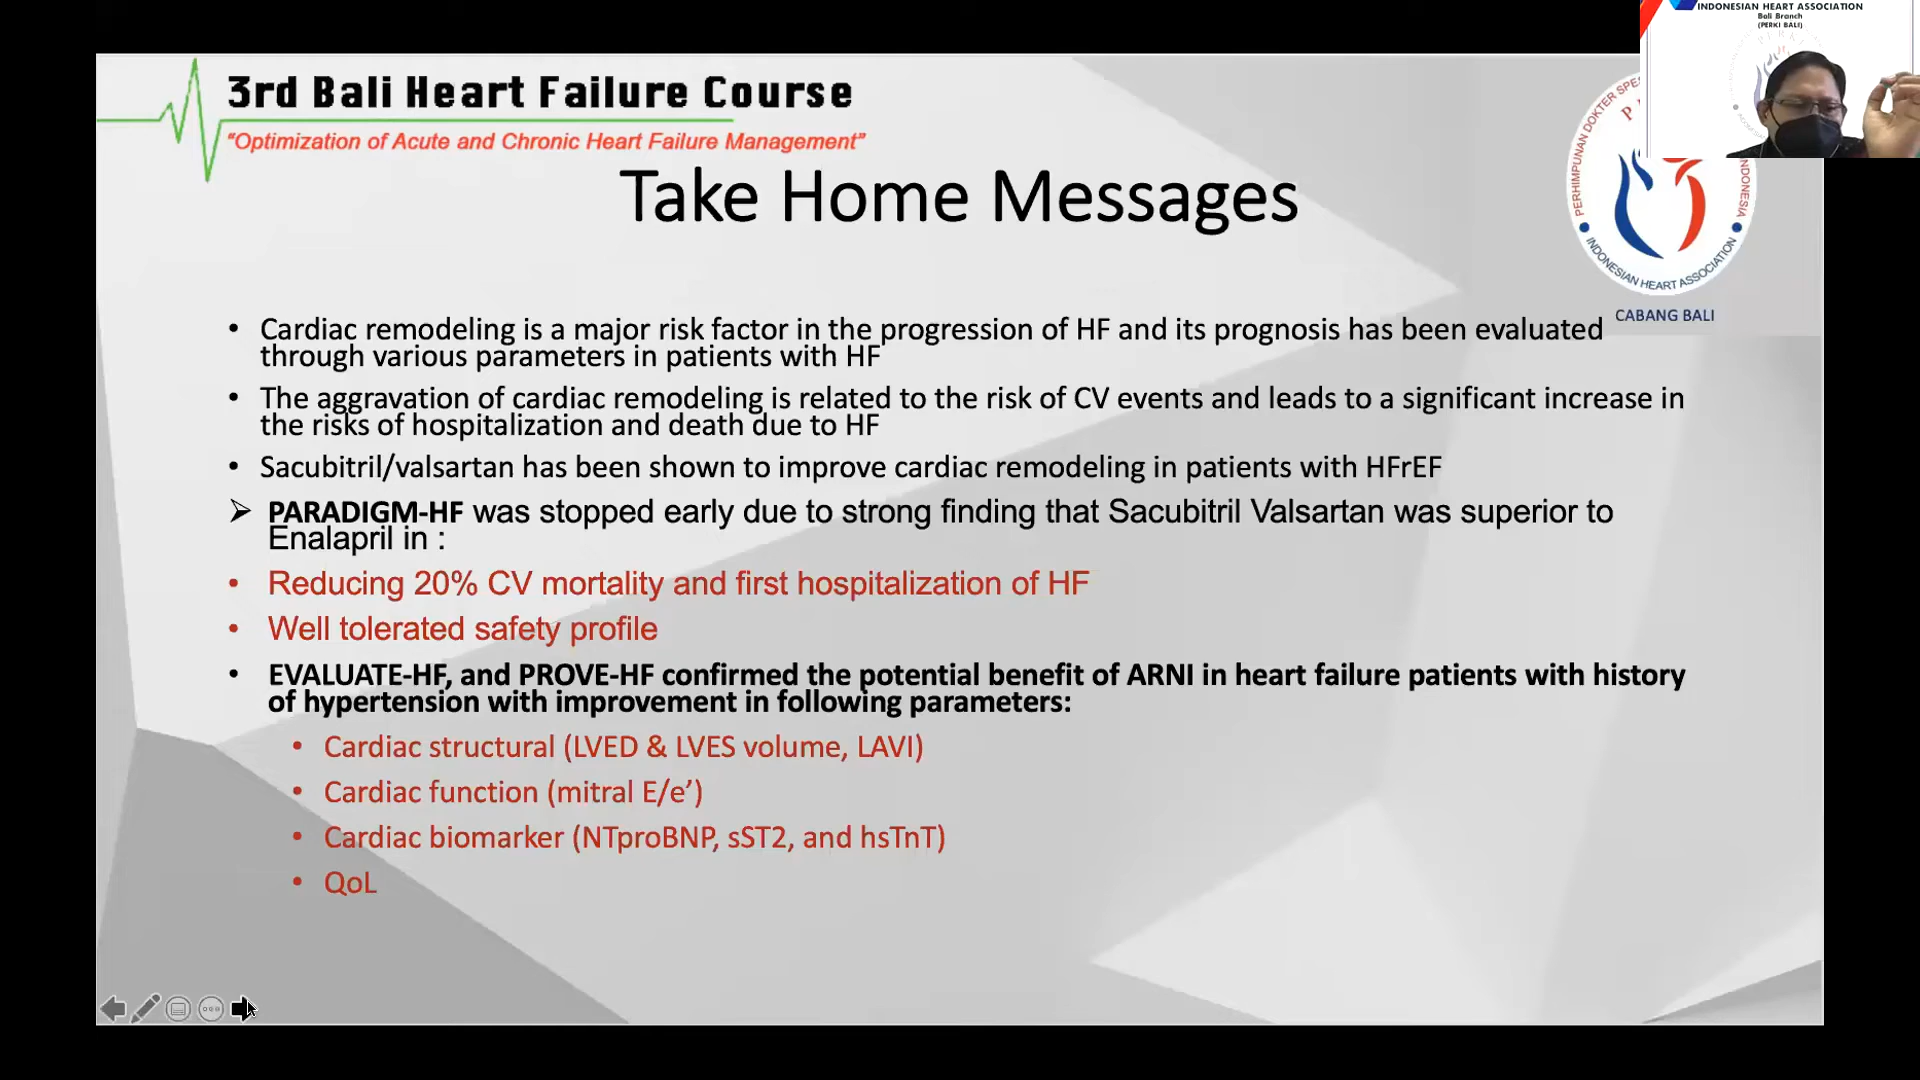 INDONESIAN HEART ASSOCIATION
Bali Branch
(PERKI BALI)
3rd Bali Heart Failure Course
"Optimization of Acute and Chronic Heart Failure Management"
Take Home Messages
INDONESIAN HEART ASSOCIATION
CABANG BALI
• Cardiac remodeling is a major risk factor in the progression of HF and its prognosis has been evaluated
through various parameters in patients with HF
• The aggravation of cardiac remodeling is related to the risk of CV events and leads to a significant increase in
the risks of hospitalization and death due to HF
• Sacubitril/valsartan has been shown to improve cardiac remodeling in patients with HFrEF
➢ PARADIGM-HF was stopped early due to strong finding that Sacubitril Valsartan was superior to
Enalapril in :
• Reducing 20% CV mortality and first hospitalization of HF
• Well tolerated safety profile
• EVALUATE-HF, and PROVE-HF confirmed the potential benefit of ARNI in heart failure patients with history
of hypertension with improvement in following parameters:
• Cardiac structural (LVED & LVES volume, LAVI)
• Cardiac function (mitral E/e’)
• Cardiac biomarker (NTproBNP, sST2, and hsTnT)
• QoL